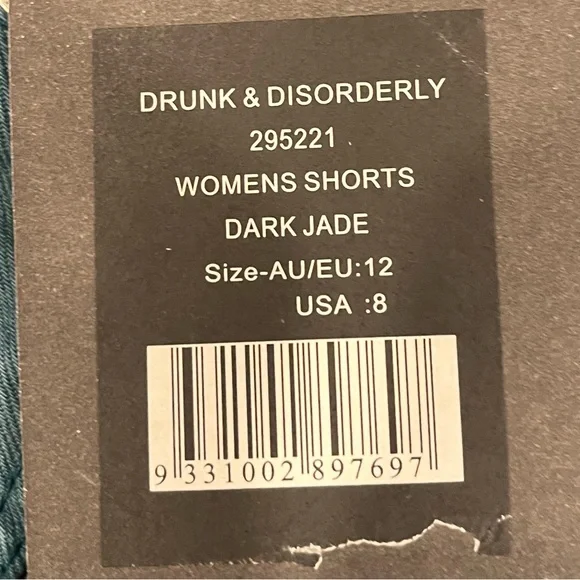 DRUNK & DISORDERLY
295221
WOMENS SHORTS
DARK JADE
Size-AU/EU:12
USA :8
9 331002 897697